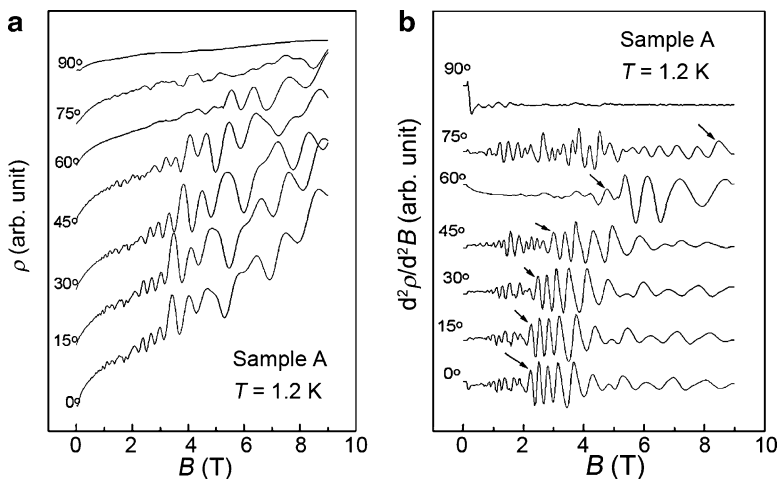 a
90°
75°
60°
45°
30°
15°
0°
ρ (arb. unit)
Sample A
T = 1.2 K
0 2 4 6 8 10
B (T)
b
Sample A
T = 1.2 K
90°
75°
60°
45°
30°
15°
0°
d²ρ/d²B (arb. unit)
0 2 4 6 8 10
B (T)